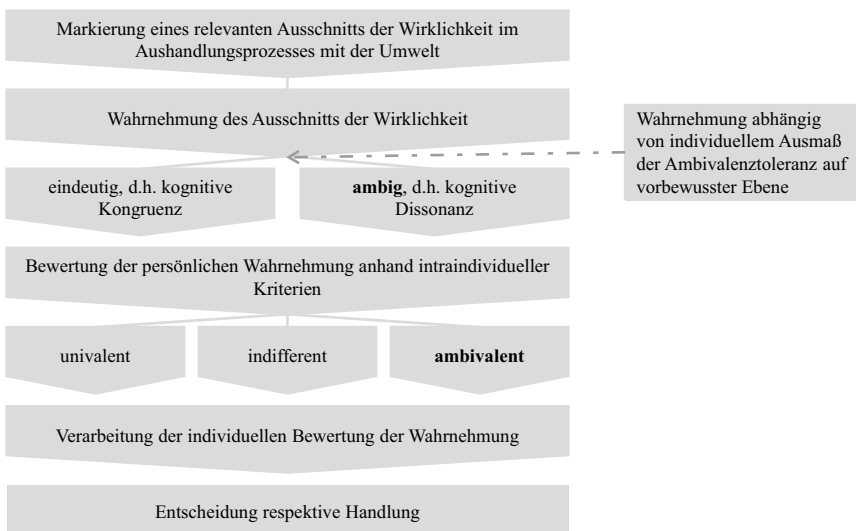 Markierung eines relevanten Ausschnitts der Wirklichkeit im
Aushandlungsprozesses mit der Umwelt
Wahrnehmung des Ausschnitts der Wirklichkeit
Wahrnehmung abhängig
von individuellem Ausmaß
der Ambivalenztoleranz auf
vorbewusster Ebene
eindeutig, d.h. kognitive
Kongruenz
ambig, d.h. kognitive
Dissonanz
Bewertung der persönlichen Wahrnehmung anhand intraindividueller
Kriterien
univalent
indifferent
ambivalent
Verarbeitung der individuellen Bewertung der Wahrnehmung
Entscheidung respektive Handlung